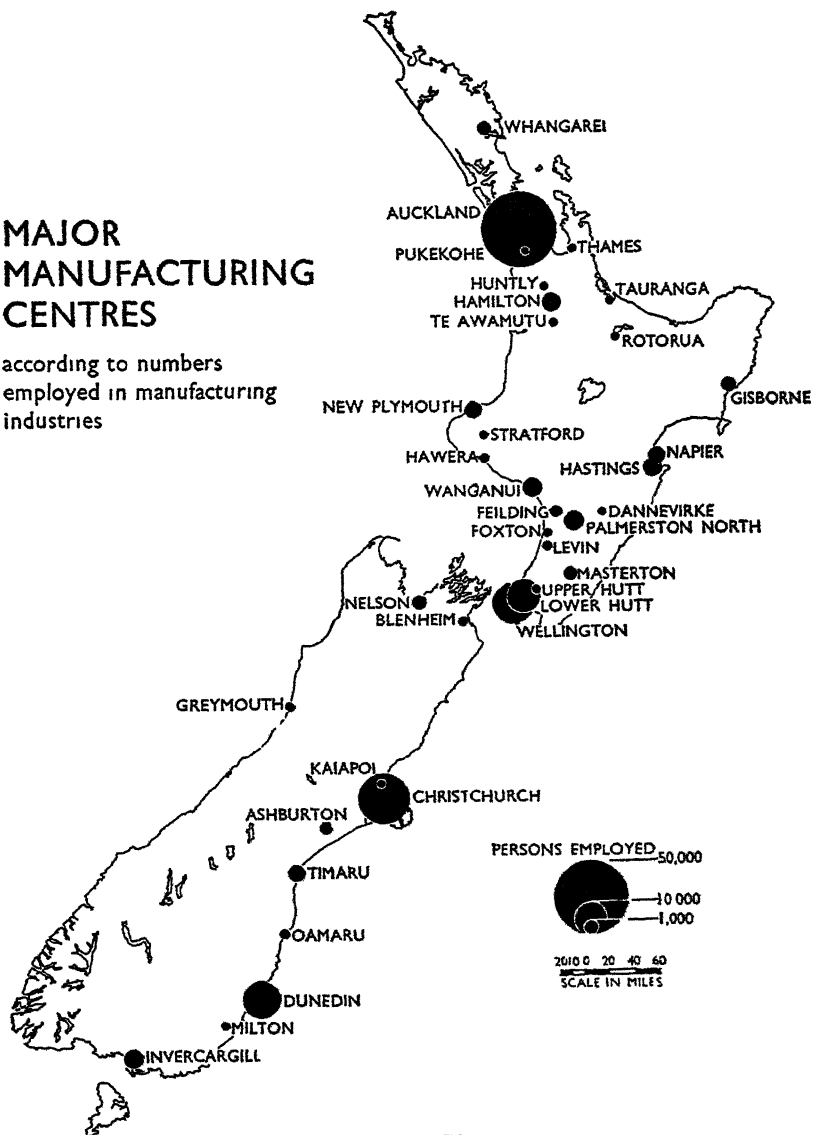 WHANGAREI
AUCKLAND
MAJOR
MANUFACTURING
CENTRES
according to numbers
employed in manufacturing
industries
PUKEKOHE
THAMES
HUNTLY
TAURANGA
HAMILTON
TE AWAMUTU
ROTORUA
GISBORNE
NEW PLYMOUTH
STRATFORD
NAPIER
HAWERA
HASTINGS
WANGANUI
FEILDING
DANNEVIRKE
PALMERSTON NORTH
FOXTON
LEVIN
MASTERTON
UPPER HUTT
LOWER HUTT
NELSON
BLENHEIM
WELLINGTON
GREYMOUTH
KAIAPOI
CHRISTCHURCH
ASHBURTON
TIMARU
OAMARU
DUNEDIN
MILTON
INVERCARGILL
PERSONS EMPLOYED
50,000
10 000
1,000
20 10 0 20 40 60
SCALE IN MILES